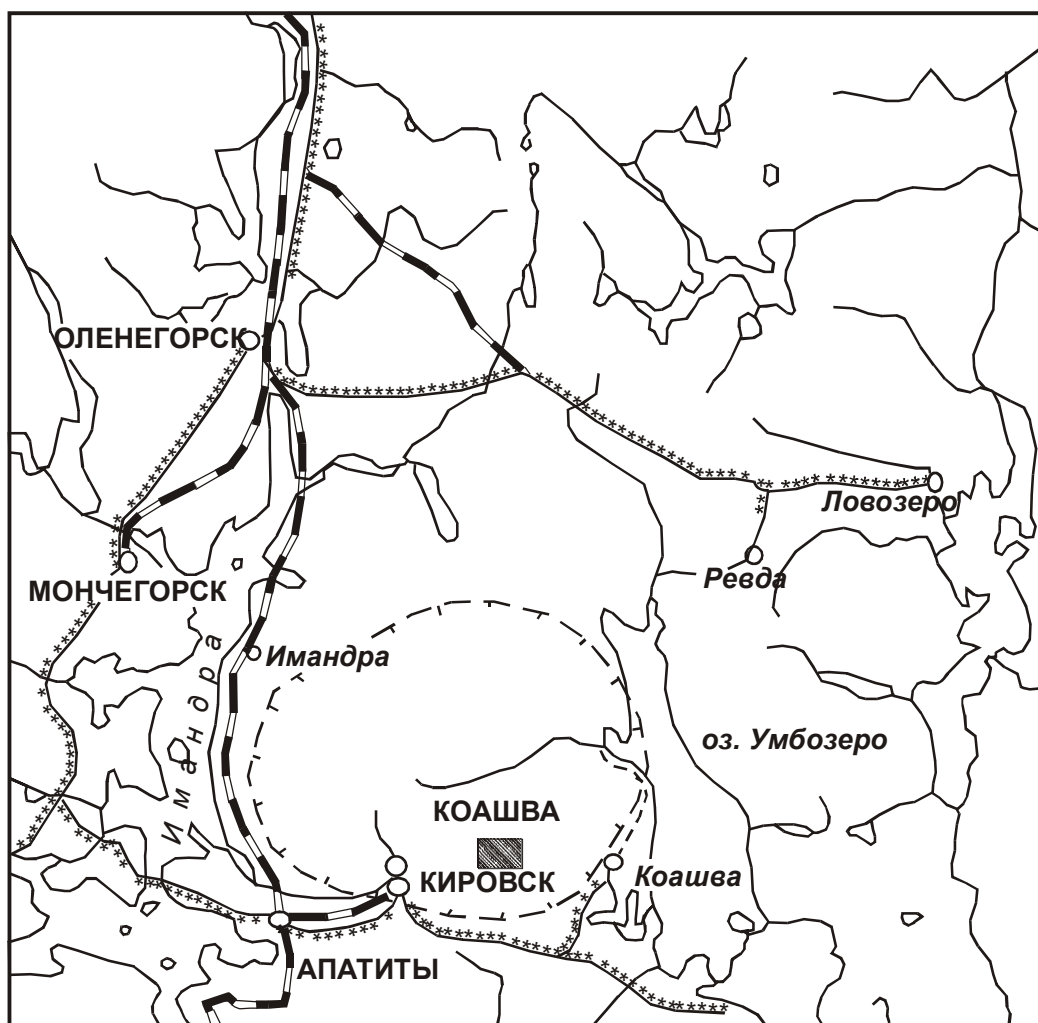 ОЛЕНЕГОРСК
Ловозеро
Ревда
МОНЧЕГОРСК
Имандра
Имандра
оз. Умбозеро
КОАШВА
КИРОВСК
Коашва
АПАТИТЫ